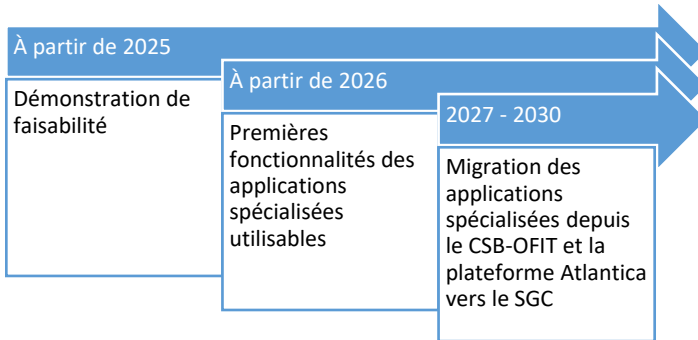 À partir de 2025
Démonstration de
faisabilité
À partir de 2026
Premières
fonctionnalités des
applications
spécialisées
utilisables
2027 - 2030
Migration des
applications
spécialisées depuis
le CSB-OFIT et la
plateforme Atlantica
vers le SGC